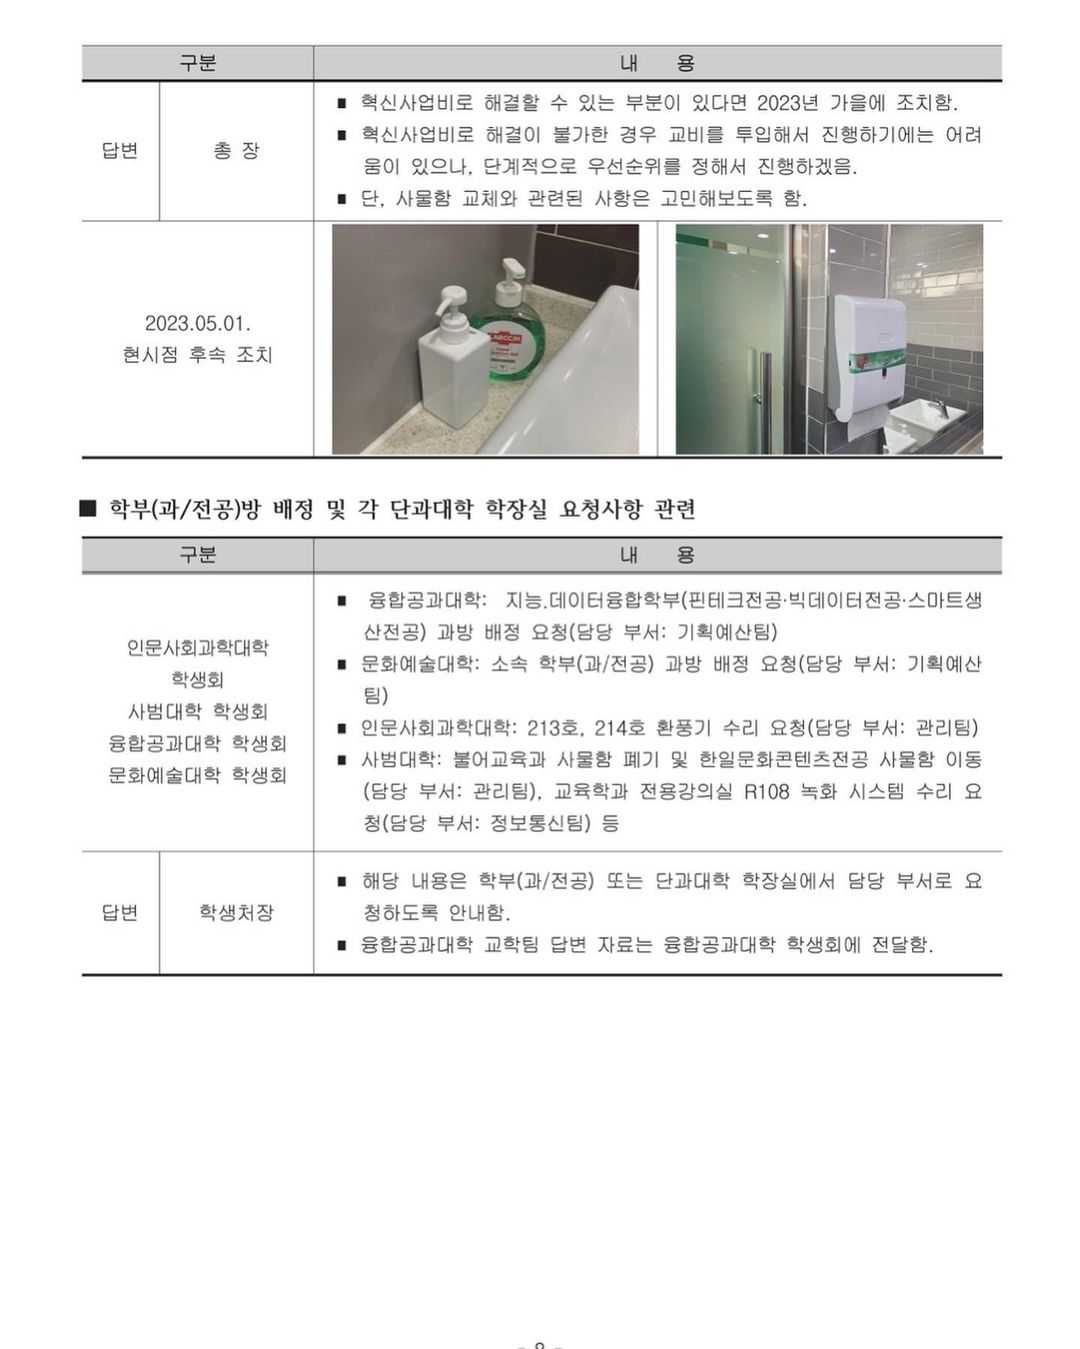 구분 내 용
답변 총 장
■ 혁신사업비로 해결할 수 있는 부분이 있다면 2023년 가을에 조치함.
■ 혁신사업비로 해결이 불가한 경우 교비를 투입해서 진행하기에는 어려
움이 있으나, 단계적으로 우선순위를 정해서 진행하겠음.
■ 단, 사물함 교체와 관련된 사항은 고민해보도록 함.
2023.05.01.
현시점 후속 조치
■ 학부(과/전공)방 배정 및 각 단과대학 학장실 요청사항 관련
구분 내 용
인문사회과학대학
학생회
사범대학 학생회
융합공과대학 학생회
문화예술대학 학생회
■ 융합공과대학: 지능.데이터융합학부(핀테크전공·빅데이터전공·스마트생
산전공) 과방 배정 요청(담당 부서: 기획예산팀)
■ 문화예술대학: 소속 학부(과/전공) 과방 배정 요청(담당 부서: 기획예산
팀)
■ 인문사회과학대학: 213호, 214호 환풍기 수리 요청(담당 부서: 관리팀)
■ 사범대학: 불어교육과 사물함 폐기 및 한일문화콘텐츠전공 사물함 이동
(담당 부서: 관리팀), 교육학과 전용강의실 R108 녹화 시스템 수리 요
청(담당 부서: 정보통신팀) 등
답변 학생처장
■ 해당 내용은 학부(과/전공) 또는 단과대학 학장실에서 담당 부서로 요
청하도록 안내함.
■ 융합공과대학 교학팀 답변 자료는 융합공과대학 학생회에 전달함.